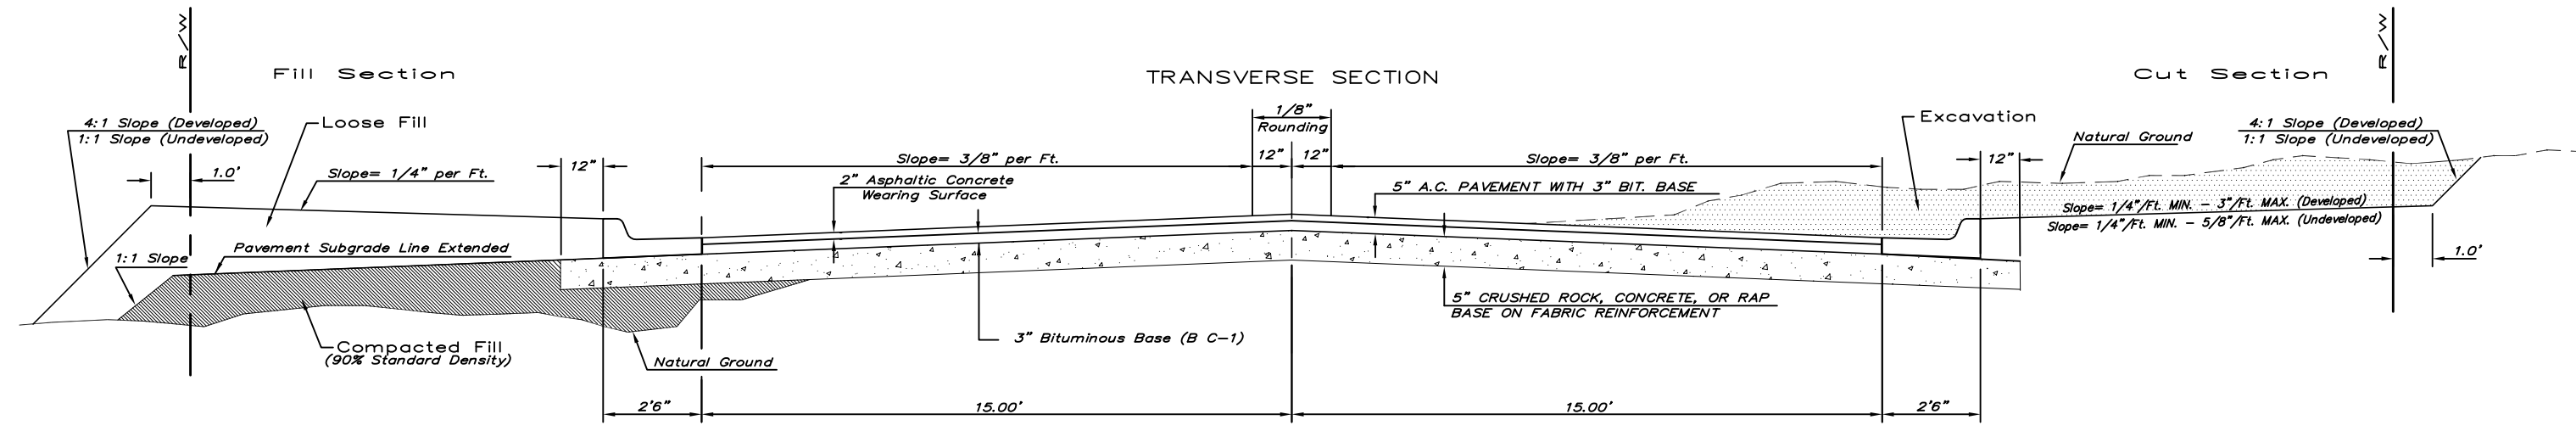 R/W
R/W
Fill Section
TRANSVERSE SECTION
Cut Section
4:1 Slope (Developed)
1:1 Slope (Undeveloped)
Loose Fill
1/8"
Rounding
Excavation
Natural Ground
4:1 Slope (Developed)
1:1 Slope (Undeveloped)
1.0'
Slope= 1/4" per Ft.
12"
Slope= 3/8" per Ft.
12"
12"
Slope= 3/8" per Ft.
12"
2" Asphaltic Concrete
Wearing Surface
5" A.C. PAVEMENT WITH 3" BIT. BASE
Slope= 1/4"/Ft. MIN. - 3"/Ft. MAX. (Developed)
Slope= 1/4"/Ft. MIN. - 5/8"/Ft. MAX. (Undeveloped)
Pavement Subgrade Line Extended
1:1 Slope
1.0'
5" CRUSHED ROCK, CONCRETE, OR RAP
BASE ON FABRIC REINFORCEMENT
3" Bituminous Base (B C-1)
Compacted Fill
(90% Standard Density)
Natural Ground
2'6"
15.00'
15.00'
2'6"